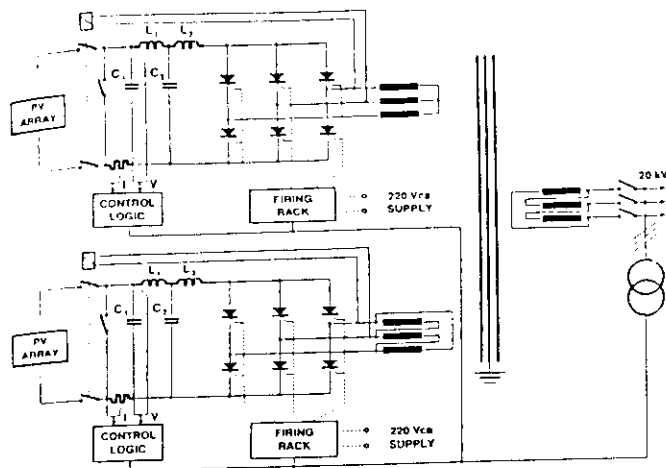 L₁ L₂
C₁ C₂
PV
ARRAY
I V
CONTROL
LOGIC
FIRING
RACK
220 Vca
SUPPLY
20 kV
L₁ L₂
C₁ C₂
PV
ARRAY
I V
CONTROL
LOGIC
FIRING
RACK
220 Vca
SUPPLY